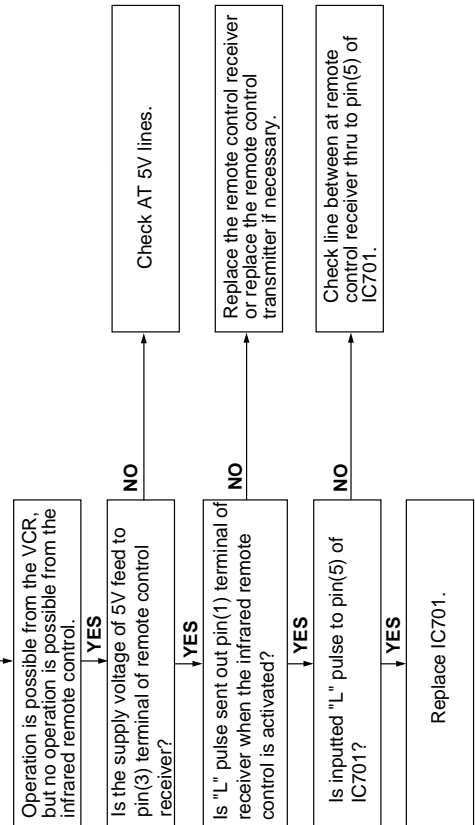 Operation is possible from the VCR,
but no operation is possible from the
infrared remote control.
YES
Is the supply voltage of 5V feed to
pin(3) terminal of remote control
receiver?
NO
Check AT 5V lines.
YES
Is "L" pulse sent out pin(1) terminal of
receiver when the infrared remote
control is activated?
NO
Replace the remote control receiver
or replace the remote control
transmitter if necessary.
YES
Is inputted "L" pulse to pin(5) of
IC701?
NO
Check line between at remote
control receiver thru to pin(5) of
IC701.
YES
Replace IC701.